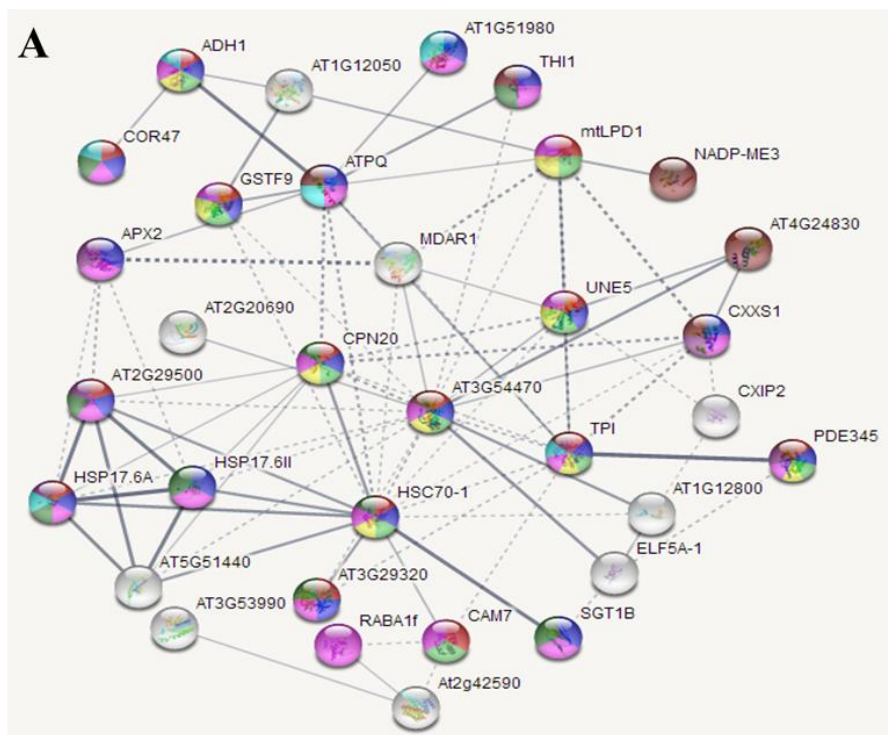 A
ADH1
AT1G51980
AT1G12050
THI1
COR47
mtLPD1
NADP-ME3
GSTF9
ATPQ
AT4G24830
APX2
MDAR1
UNE5
CXXS1
AT2G20690
CPN20
AT2G29500
AT3G54470
CXIP2
TPI
PDE345
HSP17.6A
HSP17.6II
HSC70-1
AT1G12800
ELF5A-1
AT5G51440
AT3G29320
AT3G53990
RABA1f
CAM7
SGT1B
At2g42590